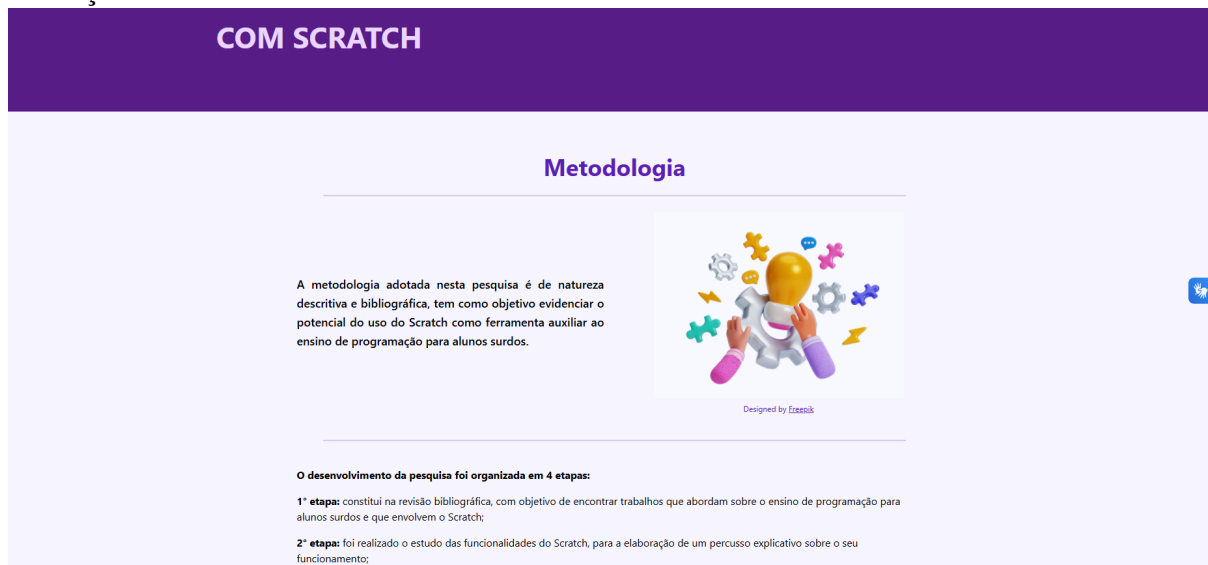 COM SCRATCH
Metodologia
A metodologia adotada nesta pesquisa é de natureza
descritiva e bibliográfica, tem como objetivo evidenciar o
potencial do uso do Scratch como ferramenta auxiliar ao
ensino de programação para alunos surdos.
Designed by Freepik
O desenvolvimento da pesquisa foi organizada em 4 etapas:
1° etapa: constitui na revisão bibliográfica, com objetivo de encontrar trabalhos que abordam sobre o ensino de programação para
alunos surdos e que envolvem o Scratch;
2° etapa: foi realizado o estudo das funcionalidades do Scratch, para a elaboração de um percusso explicativo sobre o seu
funcionamento;